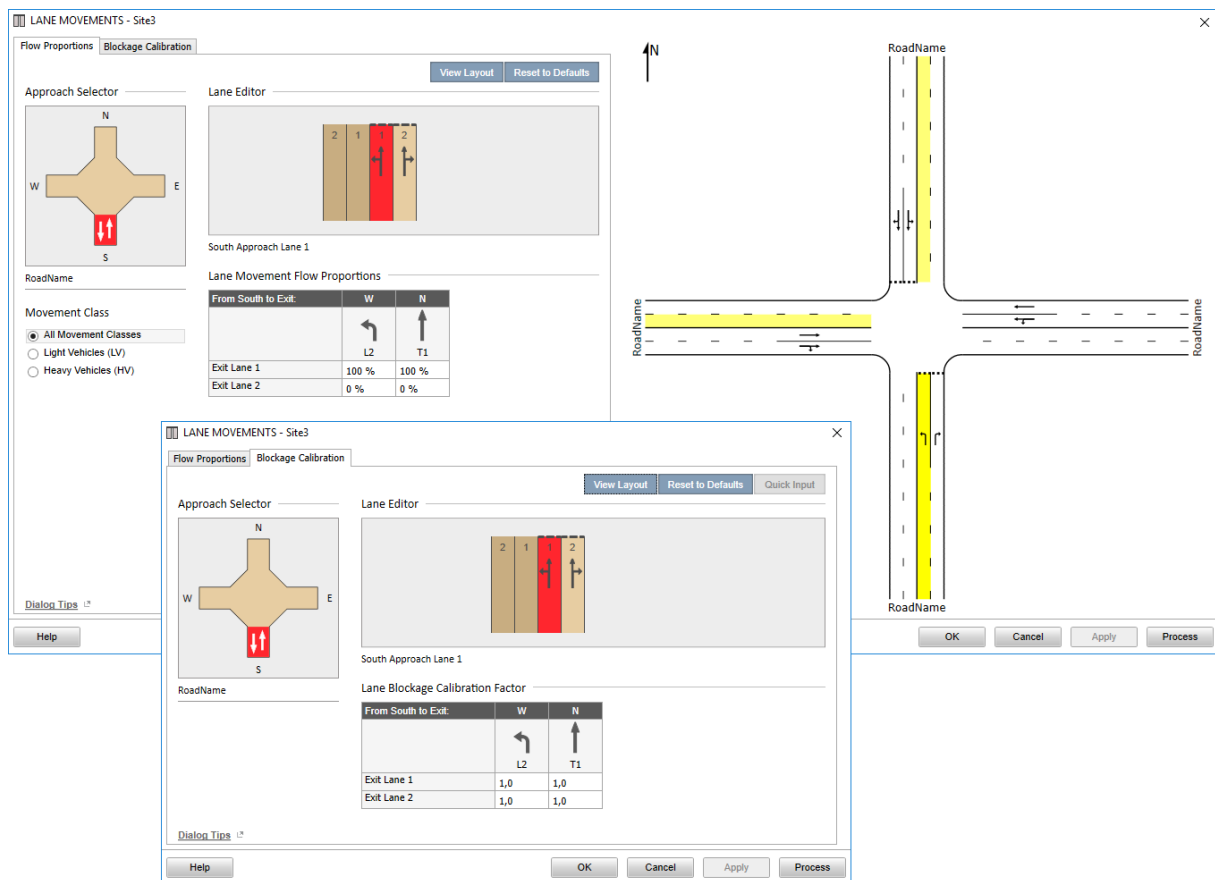 LANE MOVEMENTS - Site3
Flow Proportions Blockage Calibration
View Layout Reset to Defaults
Approach Selector
N
W E
S
RoadName
Movement Class
All Movement Classes
Light Vehicles (LV)
Heavy Vehicles (HV)
Dialog Tips
Help
Lane Editor
2 1 1 2
South Approach Lane 1
Lane Movement Flow Proportions
From South to Exit: W N
L2 T1
Exit Lane 1 100 % 100 %
Exit Lane 2 0 % 0 %
N
RoadName
RoadName
RoadName
RoadName
OK Cancel Apply Process
LANE MOVEMENTS - Site3
Flow Proportions Blockage Calibration
View Layout Reset to Defaults Quick Input
Approach Selector
N
W E
S
RoadName
Lane Editor
2 1 1 2
South Approach Lane 1
Lane Blockage Calibration Factor
From South to Exit: W N
L2 T1
Exit Lane 1 1,0 1,0
Exit Lane 2 1,0 1,0
Dialog Tips
Help OK Cancel Apply Process